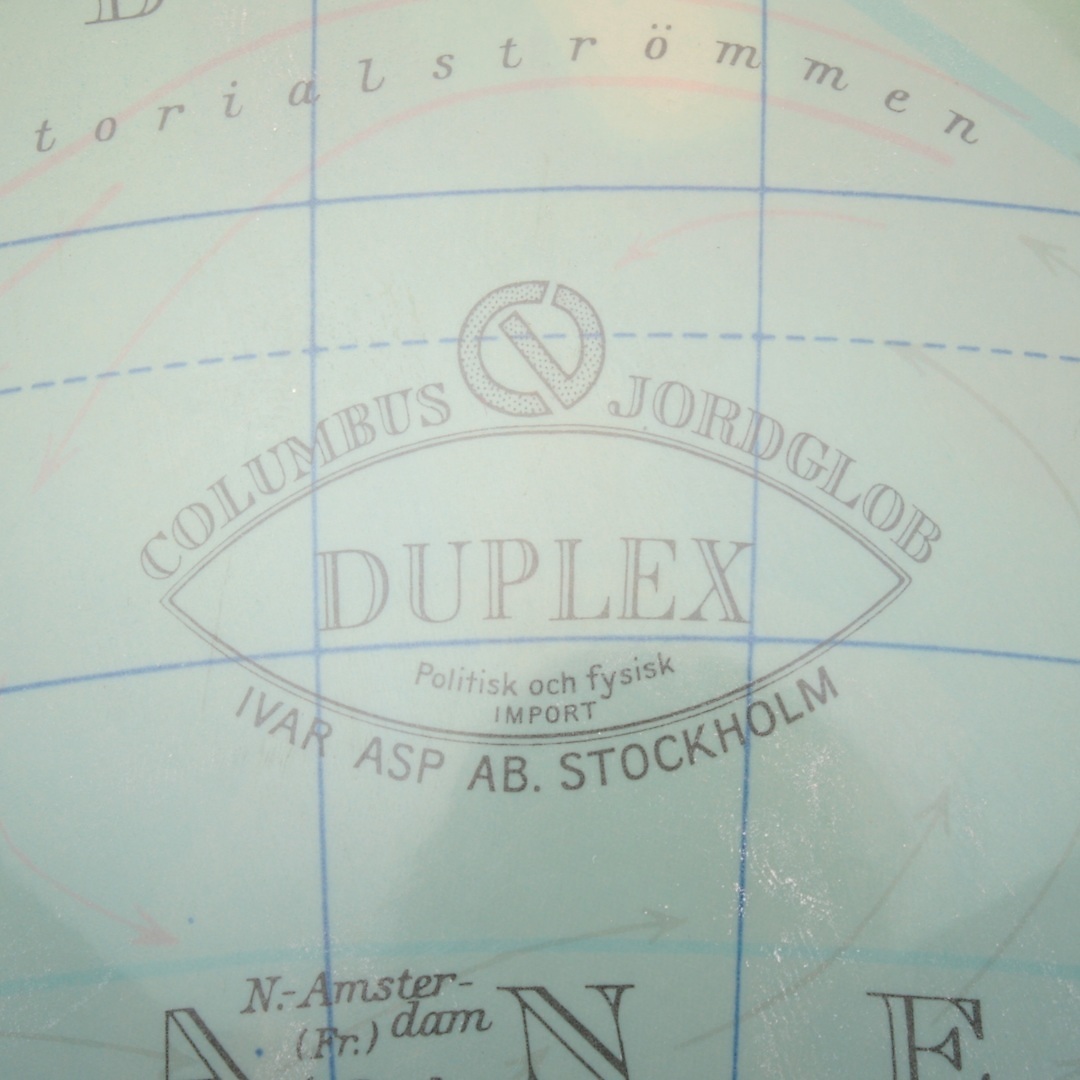 torialströmmen
COLUMBUS JORDGLOB
DUPLEX
Politisk och fysisk
IMPORT
IVAR ASP AB. STOCKHOLM
N.-Amster-
dam
(Fr.)
N E